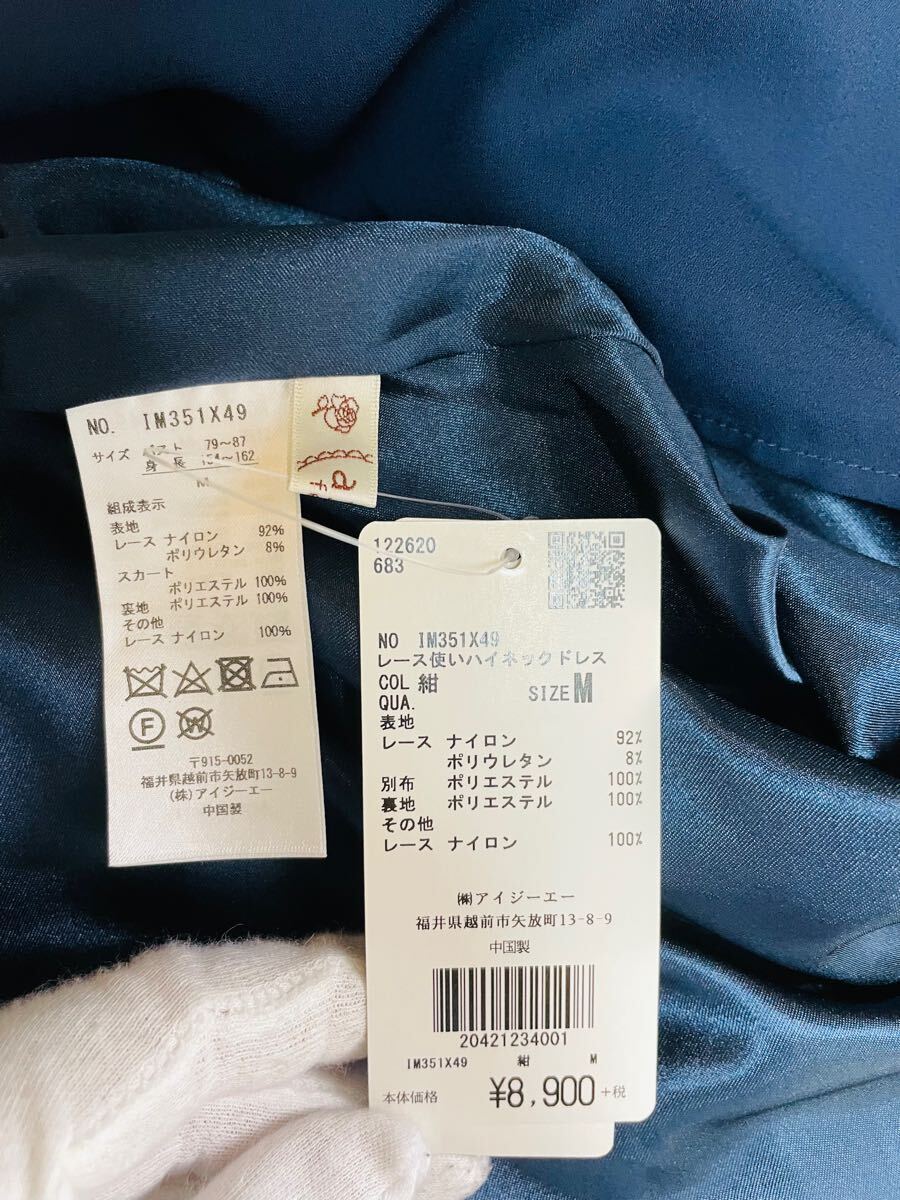 NO. IM351X49
サイズ バスト 79～87
身長 154～162
M
組成表示
表地
レース ナイロン 92%
ポリウレタン 8%
スカート
ポリエステル 100%
裏地 ポリエステル 100%
その他
レース ナイロン 100%
F
W
〒915-0052
福井県越前市矢放町13-8-9
(株)アイジーエー
中国製
122620
683
NO IM351X49
レース使いハイネックドレス
COL 紺 SIZE M
QUA.
表地
レース ナイロン 92%
ポリウレタン 8%
別布 ポリエステル 100%
裏地 ポリエステル 100%
その他
レース ナイロン 100%
㈱アイジーエー
福井県越前市矢放町13-8-9
中国製
20421234001
IM351X49 紺 M
本体価格 ¥8,900 +税